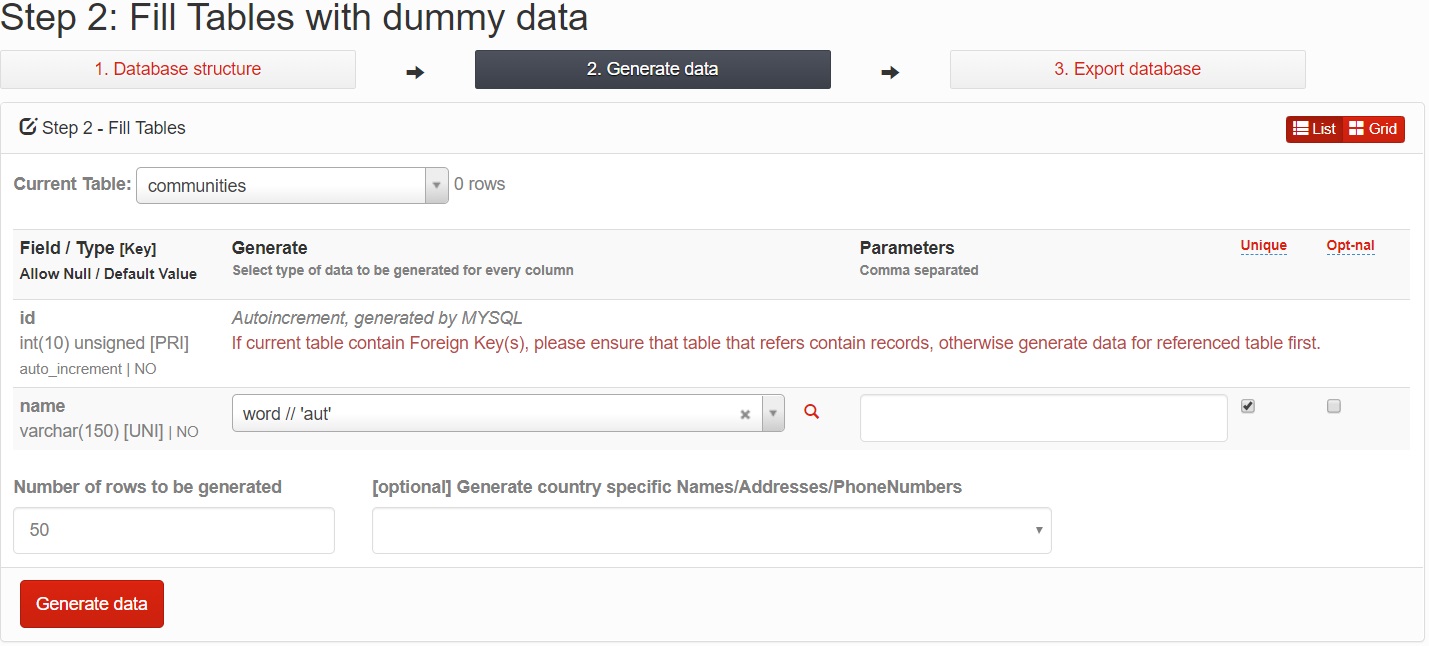 Step 2: Fill Tables with dummy data
1. Database structure
2. Generate data
3. Export database
Step 2 - Fill Tables
List
Grid
Current Table:
communities
0 rows
Field / Type [Key]
Allow Null / Default Value
Generate
Select type of data to be generated for every column
Parameters
Comma separated
Unique
Opt-nal
id
int(10) unsigned [PRI]
auto_increment | NO
Autoincrement, generated by MYSQL
If current table contain Foreign Key(s), please ensure that table that refers contain records, otherwise generate data for referenced table first.
name
varchar(150) [UNI] | NO
word // 'aut'
Number of rows to be generated
50
[optional] Generate country specific Names/Addresses/PhoneNumbers
Generate data